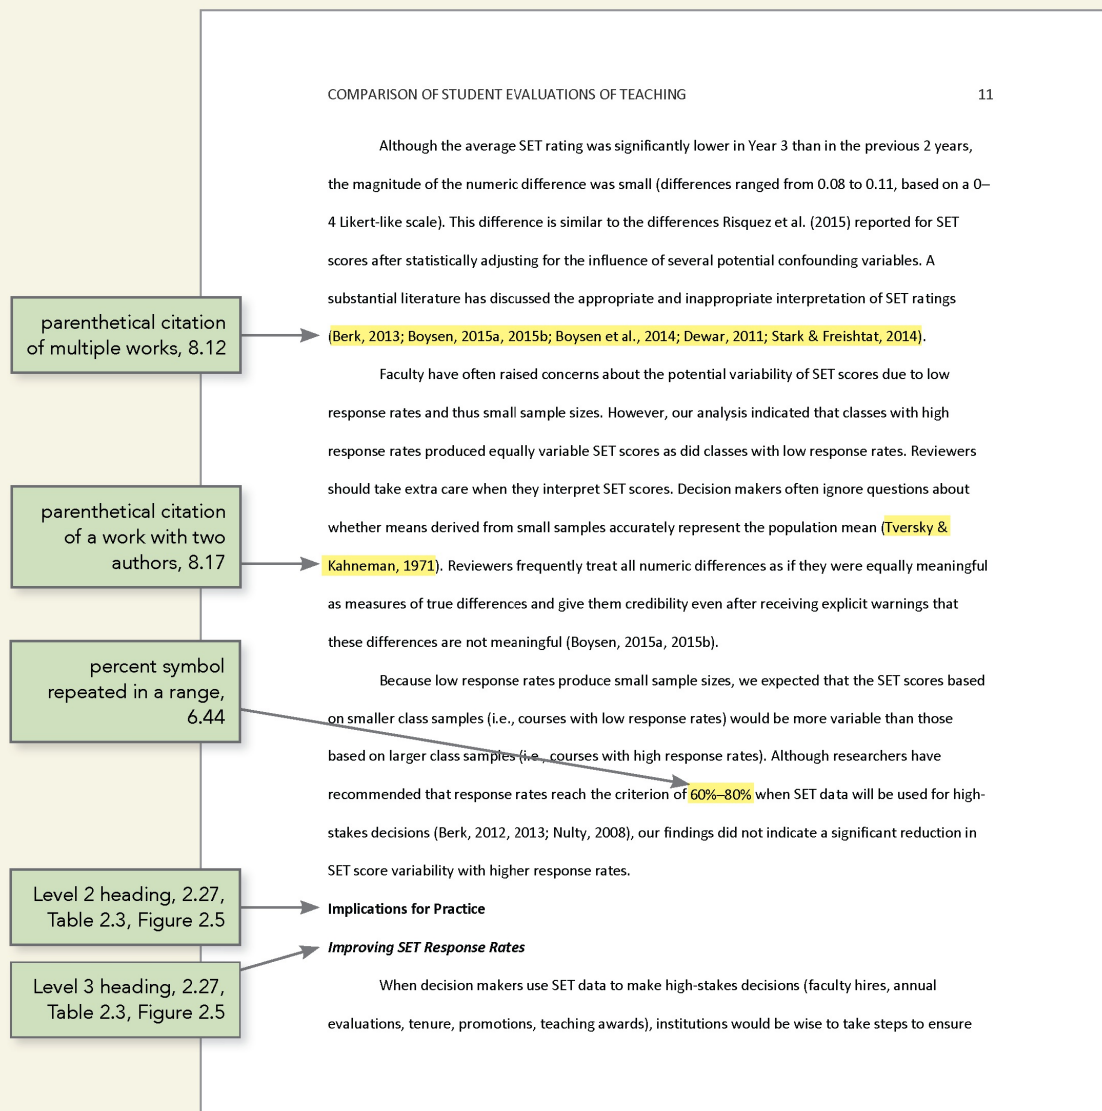 COMPARISON OF STUDENT EVALUATIONS OF TEACHING 11
Although the average SET rating was significantly lower in Year 3 than in the previous 2 years,
the magnitude of the numeric difference was small (differences ranged from 0.08 to 0.11, based on a 0–
4 Likert-like scale). This difference is similar to the differences Risquez et al. (2015) reported for SET
scores after statistically adjusting for the influence of several potential confounding variables. A
substantial literature has discussed the appropriate and inappropriate interpretation of SET ratings
parenthetical citation
of multiple works, 8.12
(Berk, 2013; Boysen, 2015a, 2015b; Boysen et al., 2014; Dewar, 2011; Stark & Freishtat, 2014).
Faculty have often raised concerns about the potential variability of SET scores due to low
response rates and thus small sample sizes. However, our analysis indicated that classes with high
response rates produced equally variable SET scores as did classes with low response rates. Reviewers
should take extra care when they interpret SET scores. Decision makers often ignore questions about
whether means derived from small samples accurately represent the population mean (Tversky &
parenthetical citation
of a work with two
authors, 8.17
Kahneman, 1971). Reviewers frequently treat all numeric differences as if they were equally meaningful
as measures of true differences and give them credibility even after receiving explicit warnings that
these differences are not meaningful (Boysen, 2015a, 2015b).
Because low response rates produce small sample sizes, we expected that the SET scores based
on smaller class samples (i.e., courses with low response rates) would be more variable than those
based on larger class samples (i.e., courses with high response rates). Although researchers have
percent symbol
repeated in a range,
6.44
recommended that response rates reach the criterion of 60%–80% when SET data will be used for high-
stakes decisions (Berk, 2012, 2013; Nulty, 2008), our findings did not indicate a significant reduction in
SET score variability with higher response rates.
Level 2 heading, 2.27,
Table 2.3, Figure 2.5
Implications for Practice
Level 3 heading, 2.27,
Table 2.3, Figure 2.5
Improving SET Response Rates
When decision makers use SET data to make high-stakes decisions (faculty hires, annual
evaluations, tenure, promotions, teaching awards), institutions would be wise to take steps to ensure